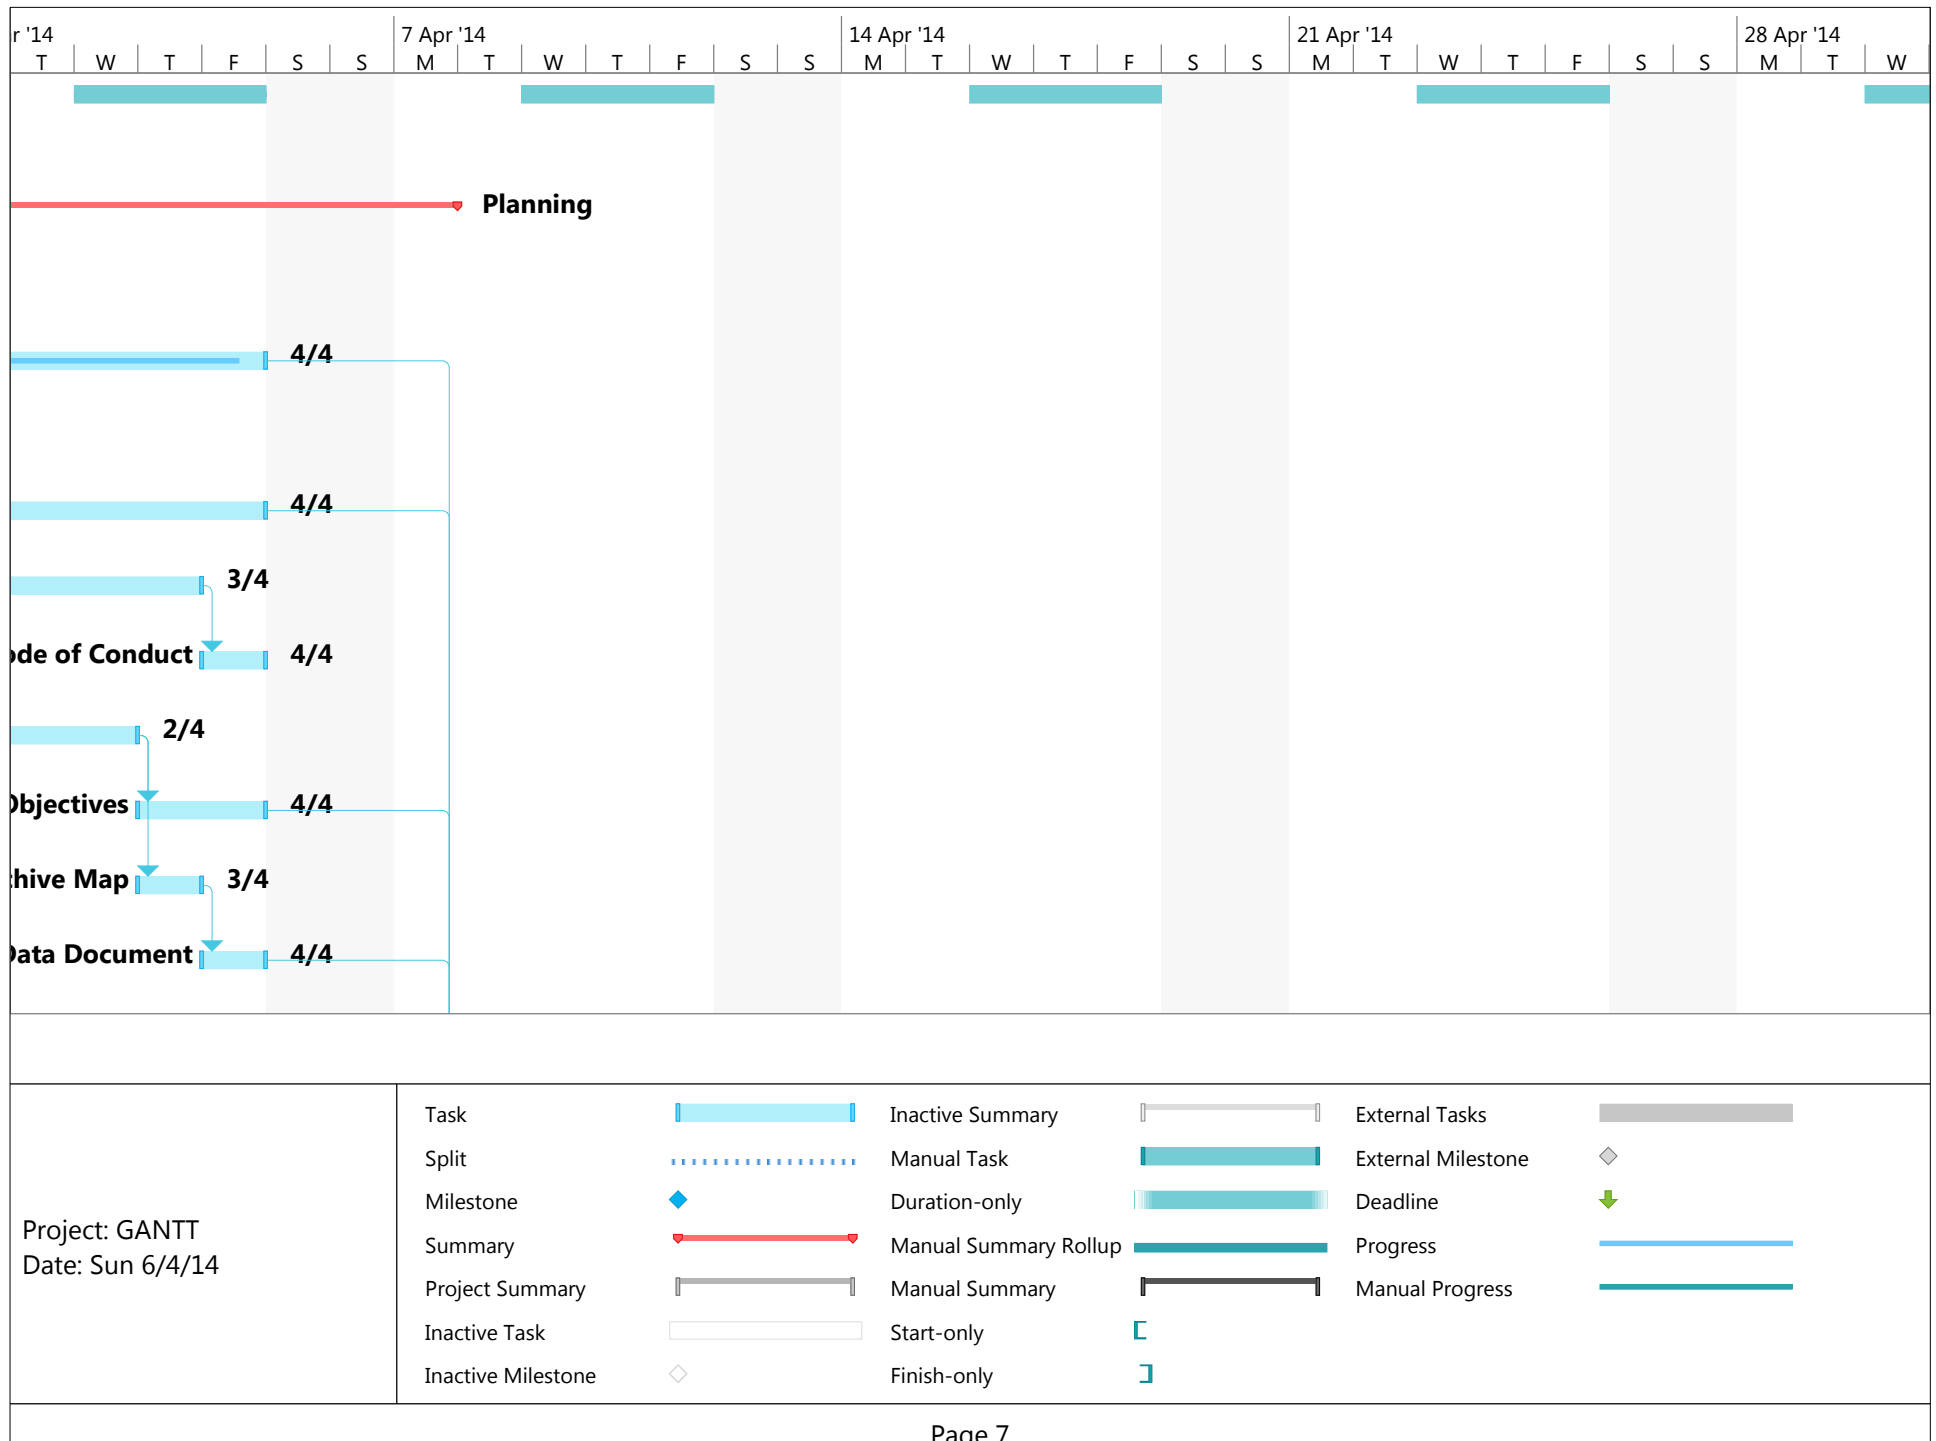 r '14 7 Apr '14 14 Apr '14 21 Apr '14 28 Apr '14
T W T F S S M T W T F S S M T W T F S S M T W T F S S M T W
Planning
4/4
4/4
3/4
ode of Conduct 4/4
2/4
Objectives 4/4
chive Map 3/4
Data Document 4/4
Project: GANTT
Date: Sun 6/4/14
Task
Split
Milestone
Summary
Project Summary
Inactive Task
Inactive Milestone
Inactive Summary
Manual Task
Duration-only
Manual Summary Rollup
Manual Summary
Start-only
Finish-only
External Tasks
External Milestone
Deadline
Progress
Manual Progress
Page 7